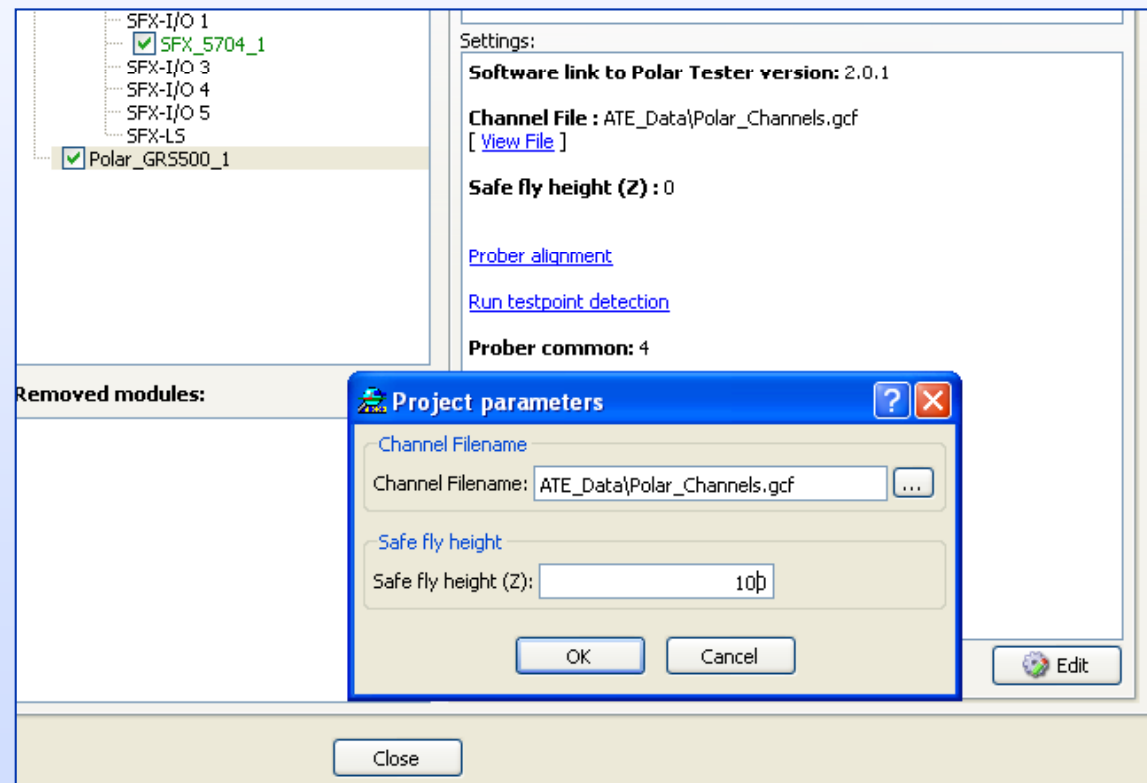 SFX-I/O 1
SFX_5704_1
SFX-I/O 3
SFX-I/O 4
SFX-I/O 5
SFX-LS
Polar_GRS500_1
Settings:
Software link to Polar Tester version: 2.0.1
Channel File : ATE_Data\Polar_Channels.gcf
[ View File ]
Safe fly height (Z) : 0
Prober alignment
Run testpoint detection
Prober common: 4
Removed modules:
Project parameters
Channel Filename
Channel Filename: ATE_Data\Polar_Channels.gcf ...
Safe fly height
Safe fly height (Z): 100
OK Cancel
Edit
Close